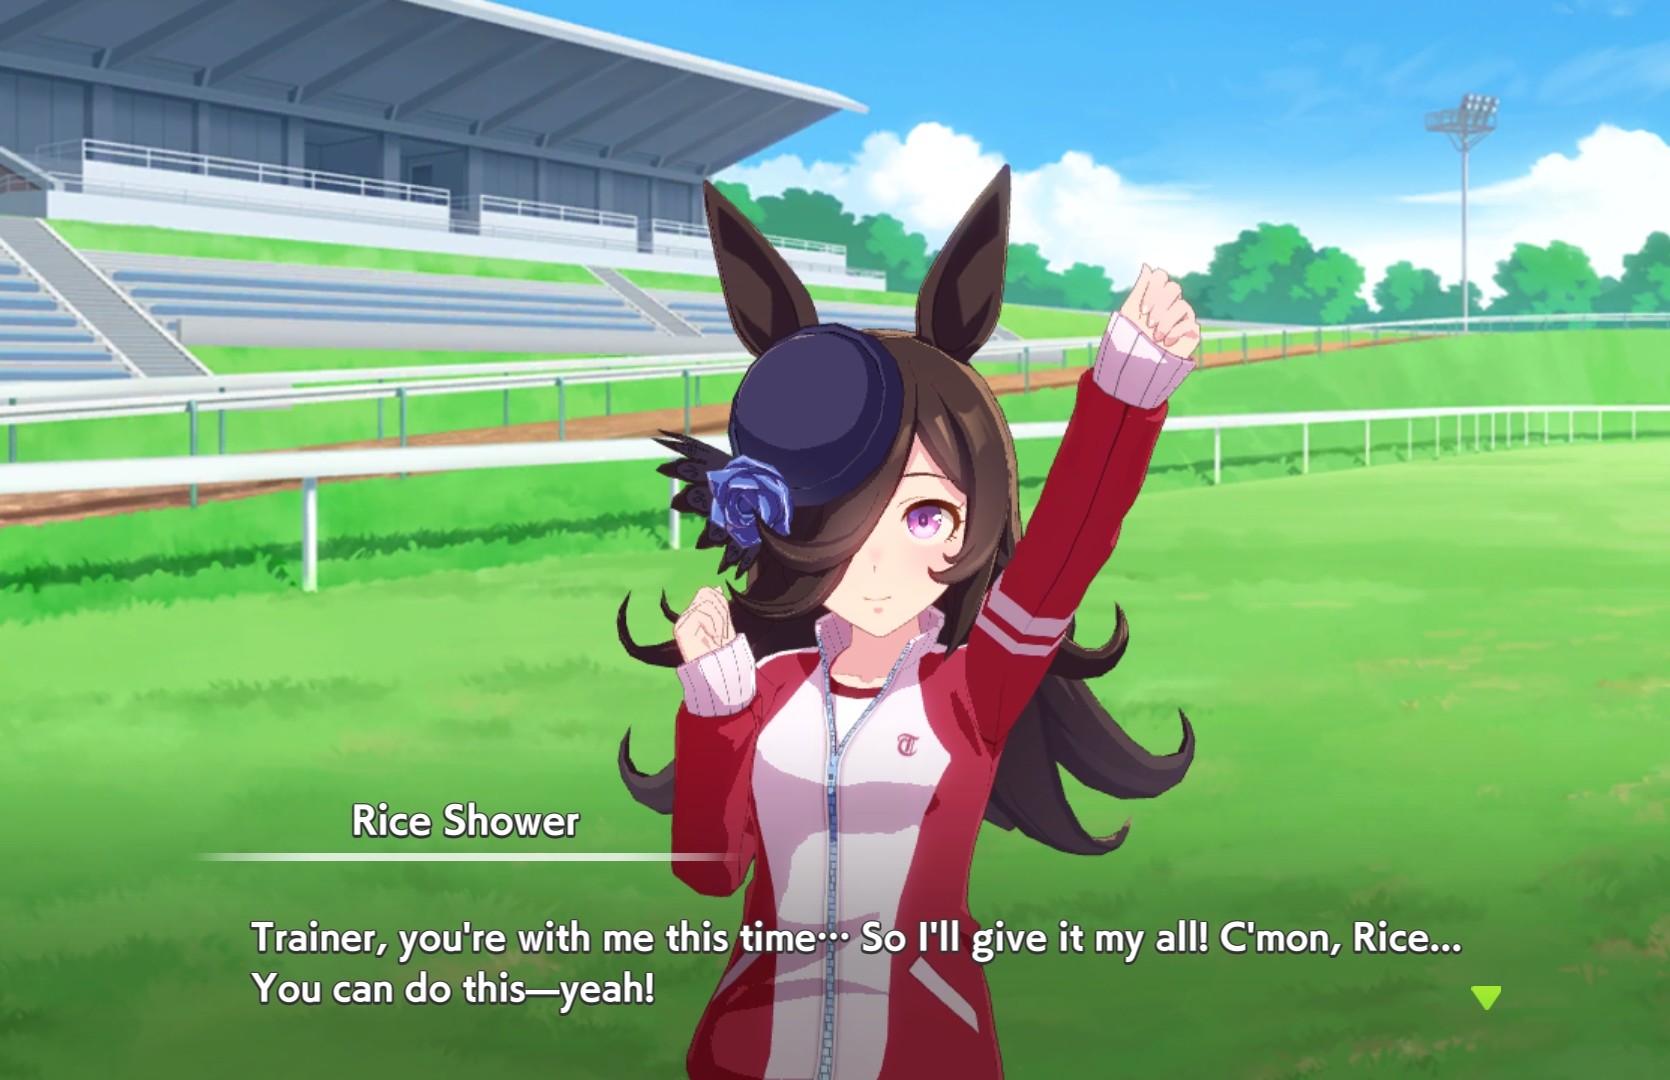 T
Rice Shower
Trainer, you're with me this time… So I'll give it my all! C'mon, Rice...
You can do this—yeah!